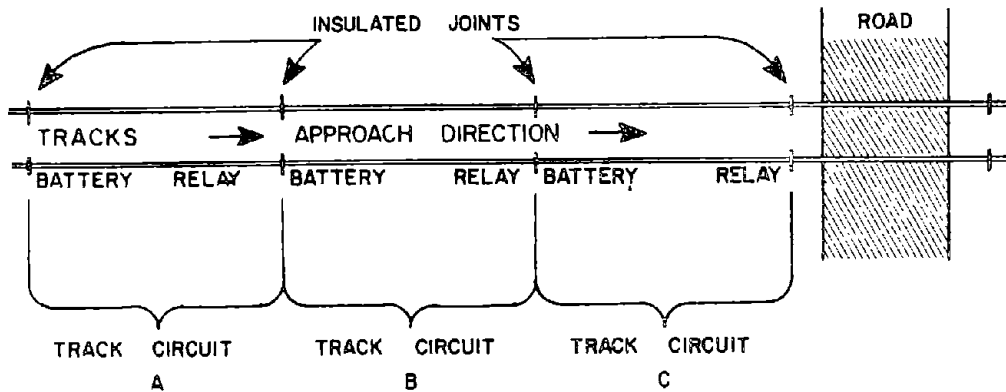 INSULATED JOINTS
ROAD
TRACKS APPROACH DIRECTION
BATTERY RELAY BATTERY RELAY BATTERY RELAY
TRACK CIRCUIT TRACK CIRCUIT TRACK CIRCUIT
A B C